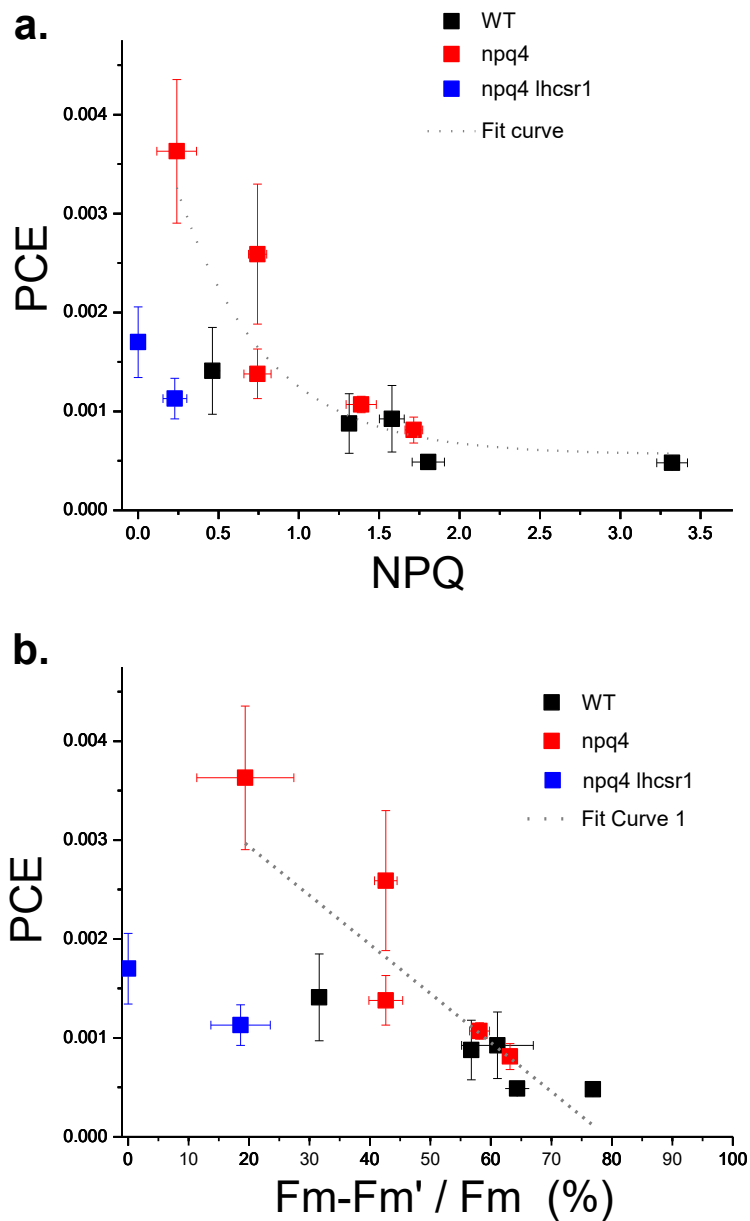 a.
WT
npq4
npq4 lhcsr1
Fit curve
PCE
0.004
0.003
0.002
0.001
0.000
0.0 0.5 1.0 1.5 2.0 2.5 3.0 3.5
NPQ
b.
WT
npq4
npq4 lhcsr1
Fit Curve 1
PCE
0.004
0.003
0.002
0.001
0.000
0 10 20 30 40 50 60 70 80 90 100
Fm-Fm' / Fm (%)